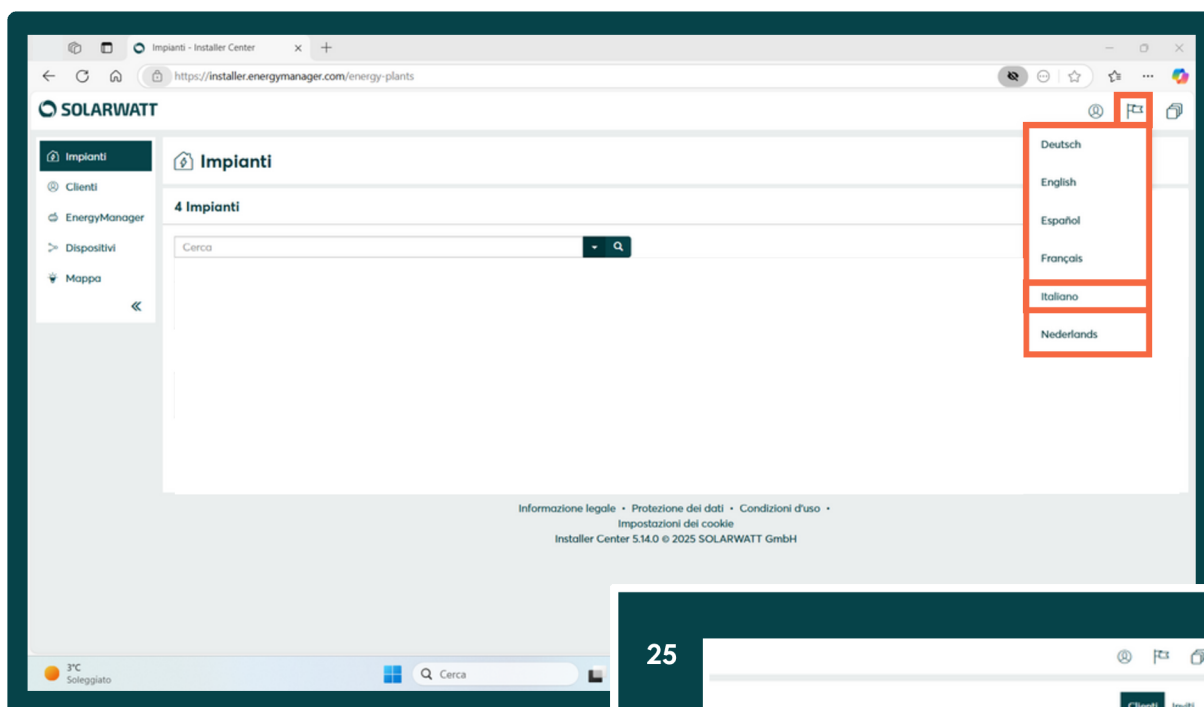 Impianti - Installer Center
https://installer.energymanager.com/energy-plants
SOLARWATT
Impianti
Clienti
EnergyManager
Dispositivi
Mappa
Impianti
4 Impianti
Cerca
Deutsch
English
Español
Français
Italiano
Nederlands
Informazione legale • Protezione dei dati • Condizioni d'uso •
Impostazioni dei cookie
Installer Center 5.14.0 © 2025 SOLARWATT GmbH
3°C
Soleggiato
Cerca
25
Clienti Inviti